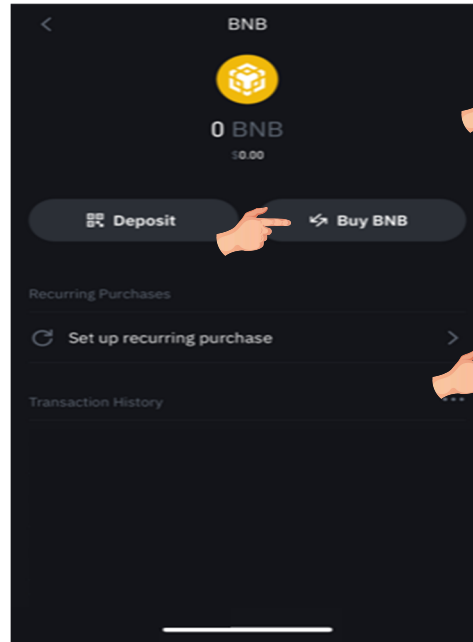 BNB
0 BNB
$0.00
Deposit
Buy BNB
Recurring Purchases
Set up recurring purchase
Transaction History